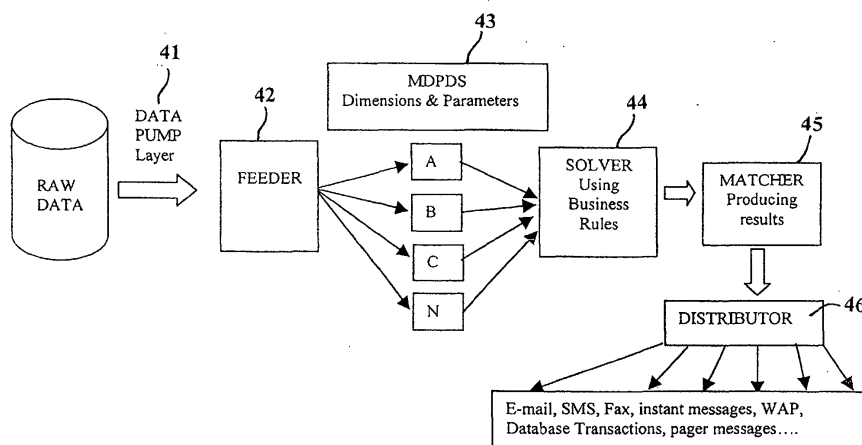 41
DATA
PUMP
Layer
RAW
DATA
42
FEEDER
43
MDPDS
Dimensions & Parameters
A
B
C
N
44
SOLVER
Using
Business
Rules
45
MATCHER
Producing
results
46
DISTRIBUTOR
E-mail, SMS, Fax, instant messages, WAP,
Database Transactions, pager messages....